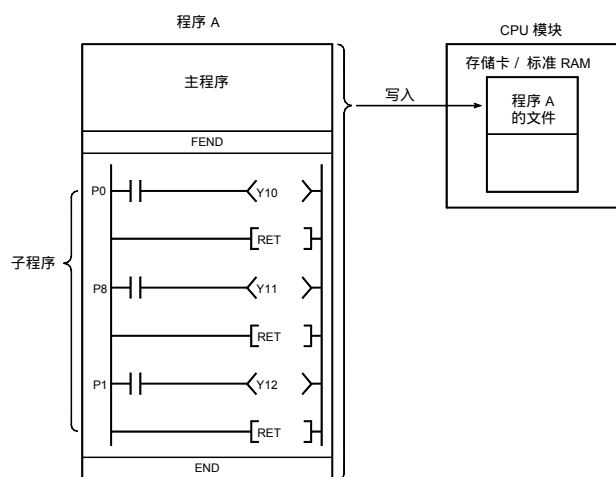 程序 A
CPU 模块
存储卡 / 标准 RAM
主程序
写入
程序 A
的文件
FEND
P0
Y10
RET
子程序
P8
Y11
RET
P1
Y12
RET
END